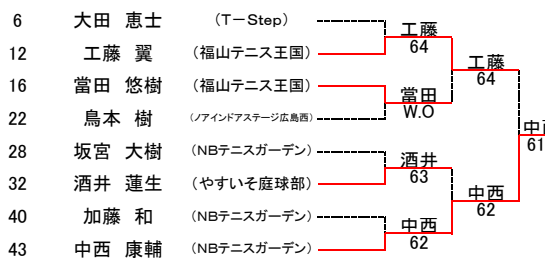 6 大田 恵士 (T-Step)
工藤
12 工藤 翼 (福山テニス王国) 64
工藤
16 當田 悠樹 (福山テニス王国) 64
當田
22 鳥本 樹 (ノアインドアステージ広島西) W.O
28 坂宮 大樹 (NBテニスガーデン) 61
酒井
32 酒井 蓮生 (やすいそ庭球部) 63
中西
40 加藤 和 (NBテニスガーデン) 62
中西
43 中西 康輔 (NBテニスガーデン) 62